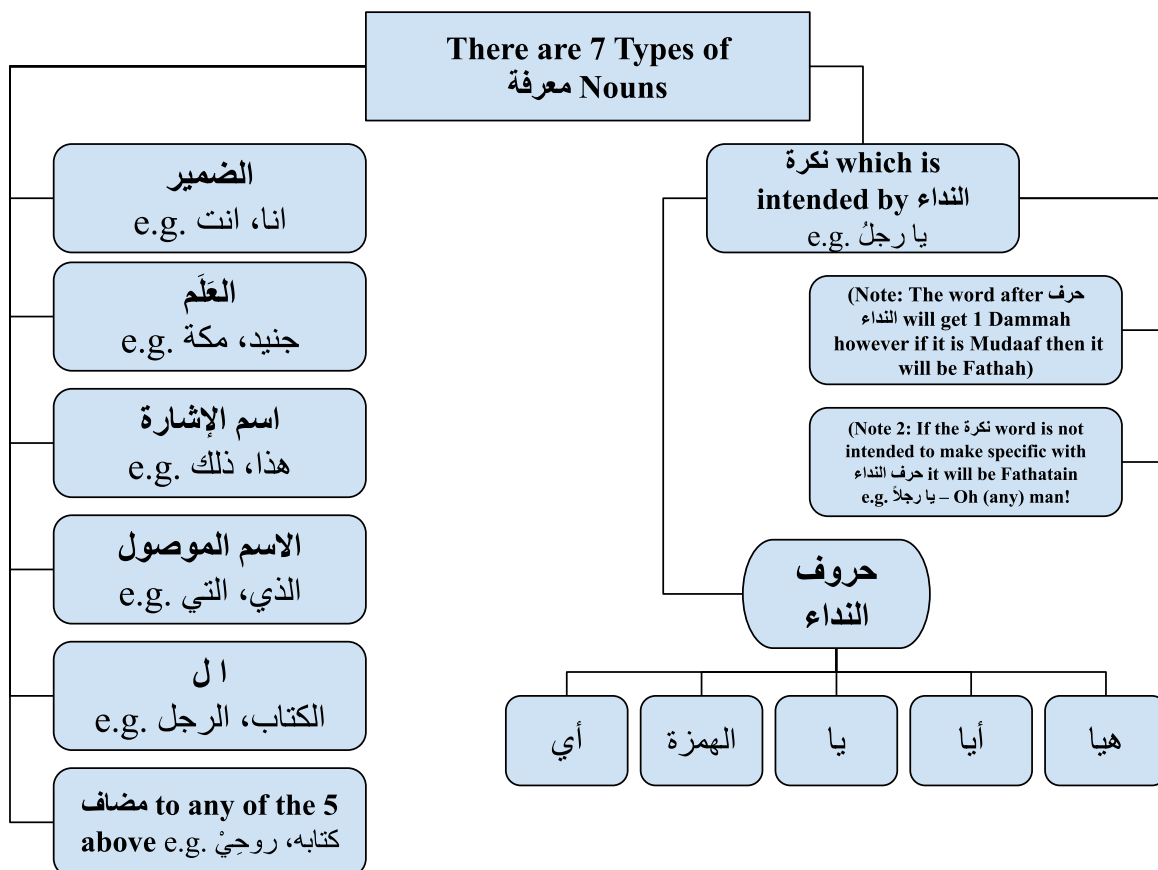 There are 7 Types of
معرفة Nouns
الضمير
e.g. انا، انت
العَلَم
e.g. جنيد، مكة
اسم الإشارة
e.g. هذا، ذلك
الاسم الموصول
e.g. الذي، التي
ا ل
e.g. الكتاب، الرجل
مضاف to any of the 5
above e.g. كتابه، روحِيْ
نكرة which is
intended by النداء
e.g. يا رجلُ
(Note: The word after حرف
النداء will get 1 Dammah
however if it is Mudaaf then it
will be Fathah)
(Note 2: If the نكرة word is not
intended to make specific with
حرف النداء it will be Fathatain
e.g. يا رجلاً – Oh (any) man!
حروف
النداء
أي
الهمزة
يا
أيا
هيا